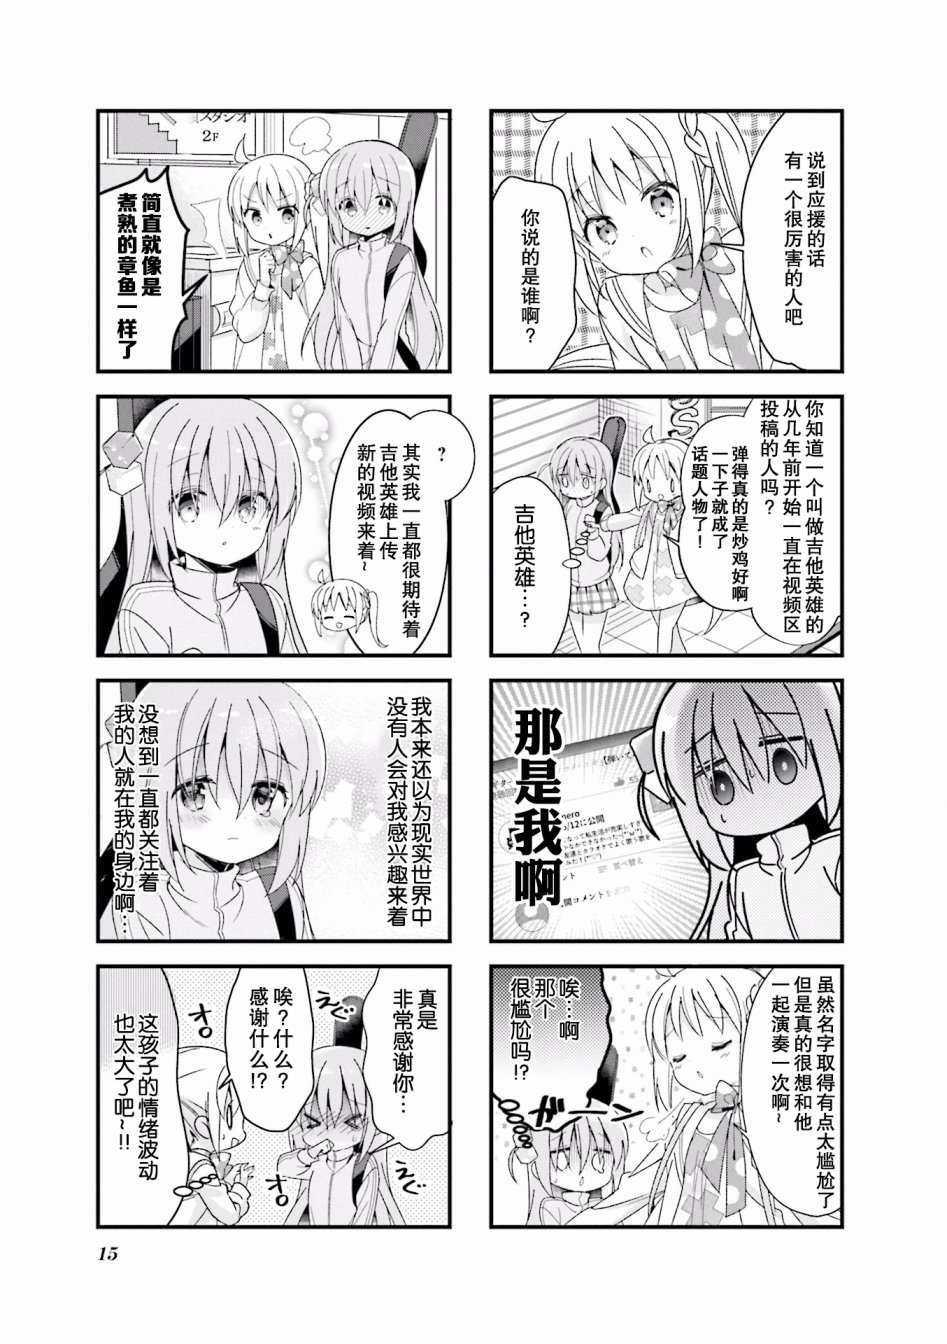 说到应援的话
有一个很厉害的人吧
你说的是谁啊？
你知道一个叫做吉他英雄的
从几年前开始一直在视频区
投稿的人吗？
弹得真的是炒鸡好啊
一下子就成了
话题人物了！
吉他英雄…？
那是我啊
虽然名字取得有点太尴尬了
但是真的很想和他
一起演奏一次啊~
唉…啊
那个
很尴尬吗!?
ガーン
スタジオ
2F
简直就像是
煮熟的章鱼一样了
？
其实我一直都很期待着
吉他英雄上传
新的视频来着~
我本来还以为现实世界中
没有人会对我感兴趣来着
没想到一直都关注着
我的人就在我的身边啊…
真是
非常感谢你…
えぐ
えぐ
唉？什么？
感谢什么!?
オロ
オロ
这孩子的情绪波动
也太大了吧~!!
15